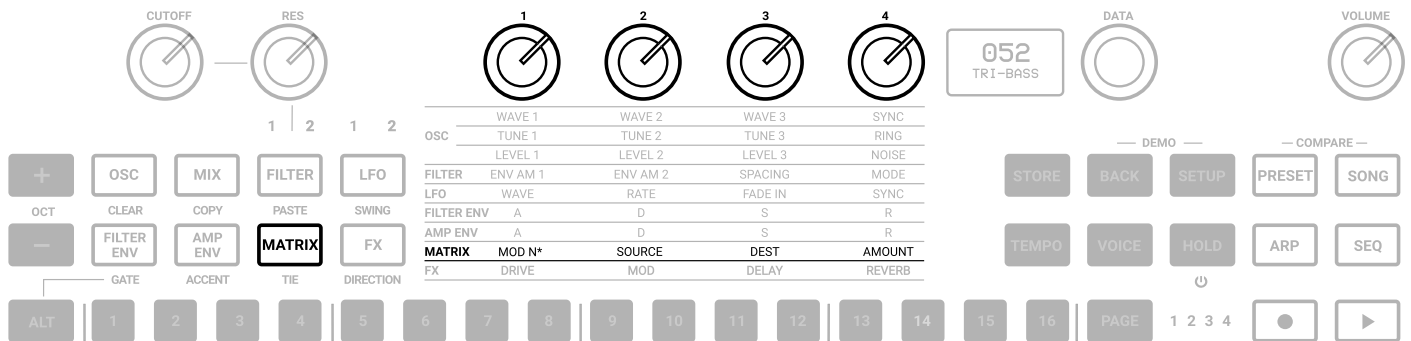 CUTOFF RES 1 2 3 4 DATA VOLUME
052
TRI-BASS
WAVE 1 WAVE 2 WAVE 3 SYNC
OSC TUNE 1 TUNE 2 TUNE 3 RING
LEVEL 1 LEVEL 2 LEVEL 3 NOISE
FILTER ENV AM 1 ENV AM 2 SPACING MODE
LFO WAVE RATE FADE IN SYNC
FILTER ENV A D S R
AMP ENV A D S R
MATRIX MOD N* SOURCE DEST AMOUNT
FX DRIVE MOD DELAY REVERB
1 2 1 2
+ OSC MIX FILTER LFO
OCT CLEAR COPY PASTE SWING
− FILTER ENV AMP ENV MATRIX FX
GATE ACCENT TIE DIRECTION
DEMO COMPARE
STORE BACK SETUP PRESET SONG
TEMPO VOICE HOLD ARP SEQ
ALT 1 2 3 4 5 6 7 8 9 10 11 12 13 14 15 16 PAGE 1 2 3 4